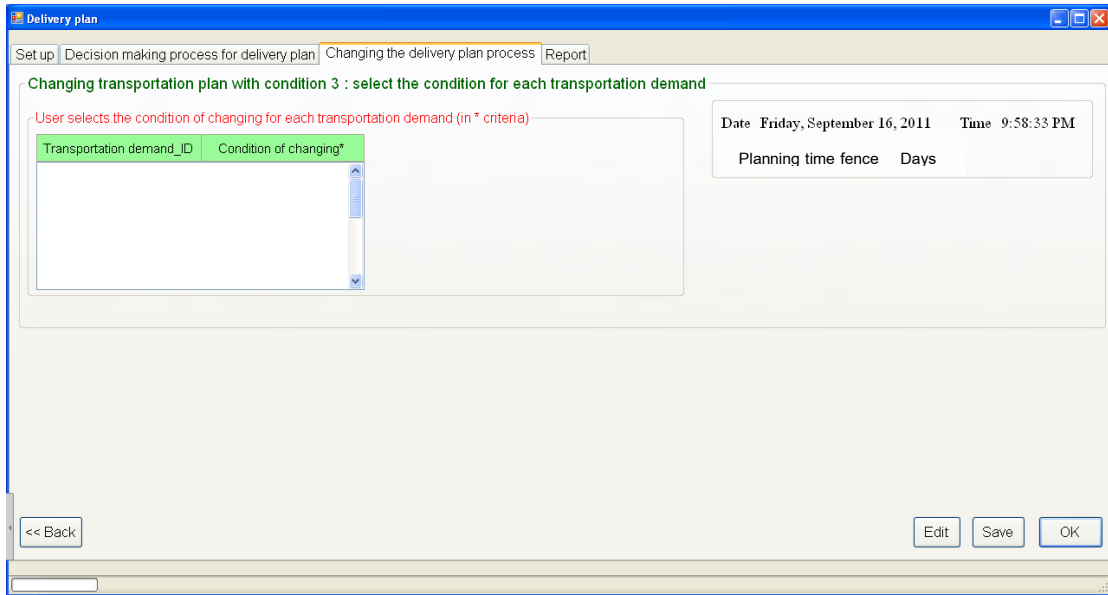 Delivery plan
Set up Decision making process for delivery plan Changing the delivery plan process Report
Changing transportation plan with condition 3 : select the condition for each transportation demand
User selects the condition of changing for each transportation demand (in * criteria)
Transportation demand_ID Condition of changing*
Date Friday, September 16, 2011 Time 9:58:33 PM
Planning time fence Days
<< Back Edit Save OK